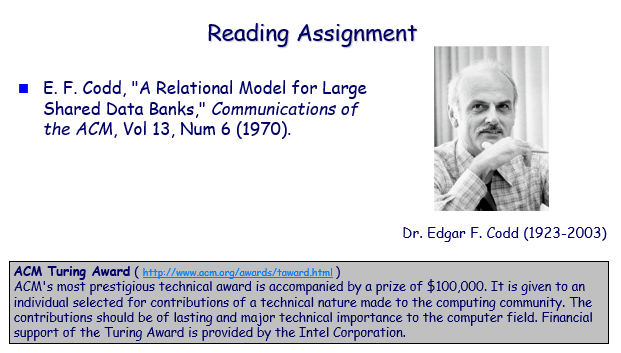 Reading Assignment
E. F. Codd, "A Relational Model for Large
Shared Data Banks," Communications of
the ACM, Vol 13, Num 6 (1970).
Dr. Edgar F. Codd (1923-2003)
ACM Turing Award ( http://www.acm.org/awards/taward.html )
ACM's most prestigious technical award is accompanied by a prize of $100,000. It is given to an
individual selected for contributions of a technical nature made to the computing community. The
contributions should be of lasting and major technical importance to the computer field. Financial
support of the Turing Award is provided by the Intel Corporation.